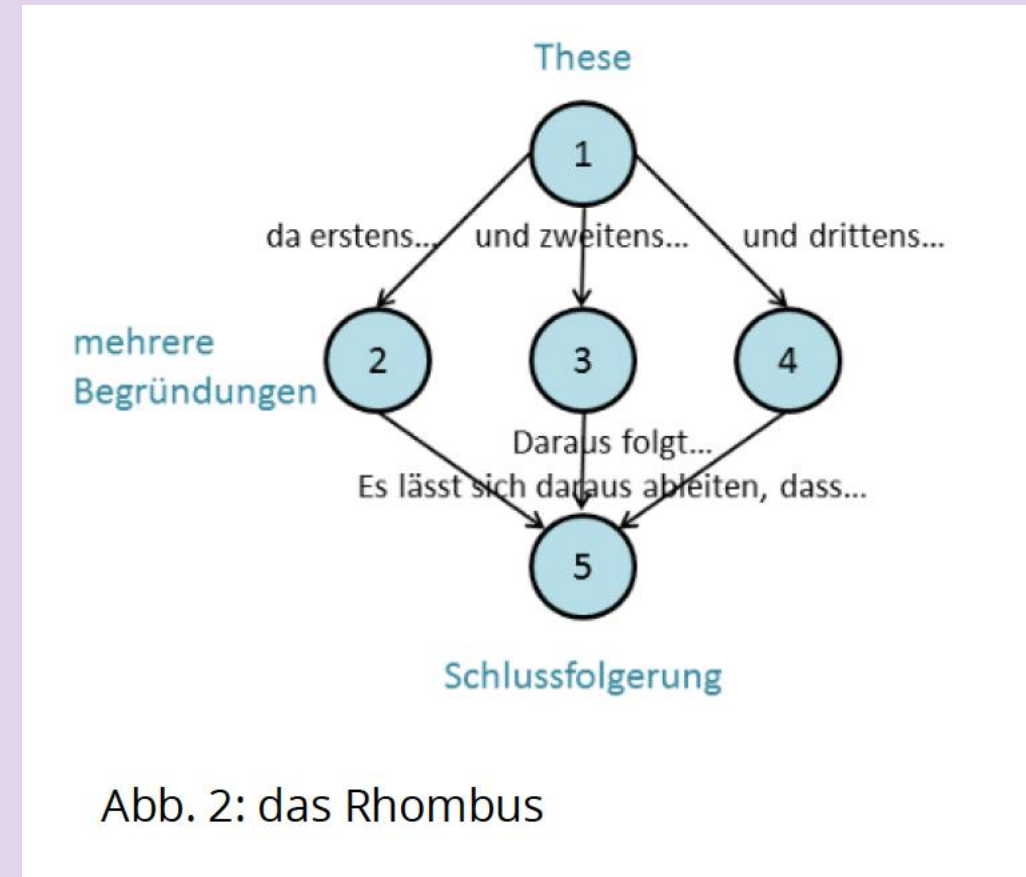 These
1
da erstens...
und zweitens...
und drittens...
mehrere
Begründungen
2
3
4
Daraus folgt...
Es lässt sich daraus ableiten, dass...
5
Schlussfolgerung
Abb. 2: das Rhombus